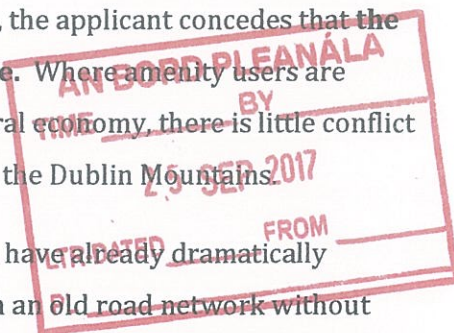 , the applicant concedes that the
e. Where amenity users are
ral economy, there is little conflict
the Dublin Mountains.
have already dramatically
an old road network without
AN BORD PLEANÁLA
TIME BY
25 SEP 2017
LTR DATED FROM